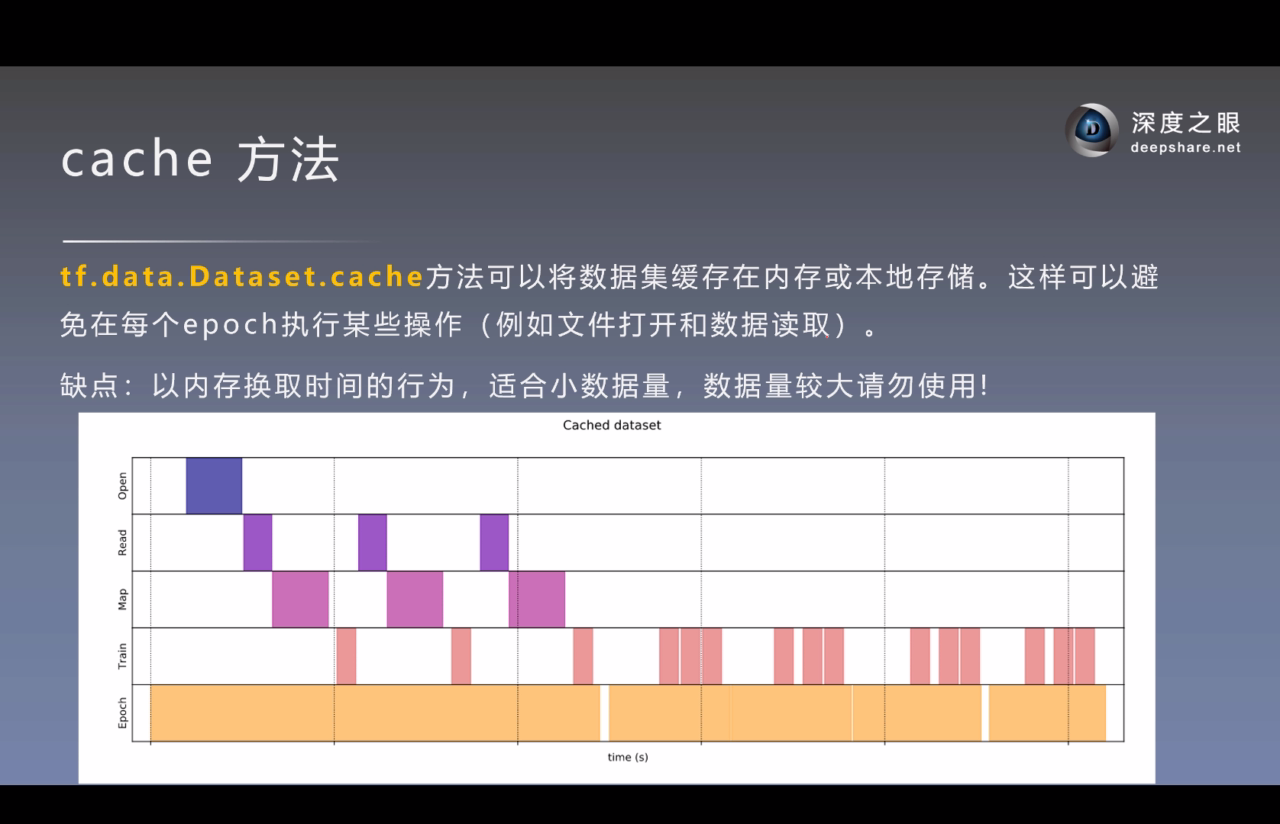 深度之眼
deepshare.net
cache 方法
tf.data.Dataset.cache方法可以将数据集缓存在内存或本地存储。这样可以避
免在每个epoch执行某些操作（例如文件打开和数据读取）。
缺点：以内存换取时间的行为，适合小数据量，数据量较大请勿使用!
Cached dataset
Open
Read
Map
Train
Epoch
time (s)